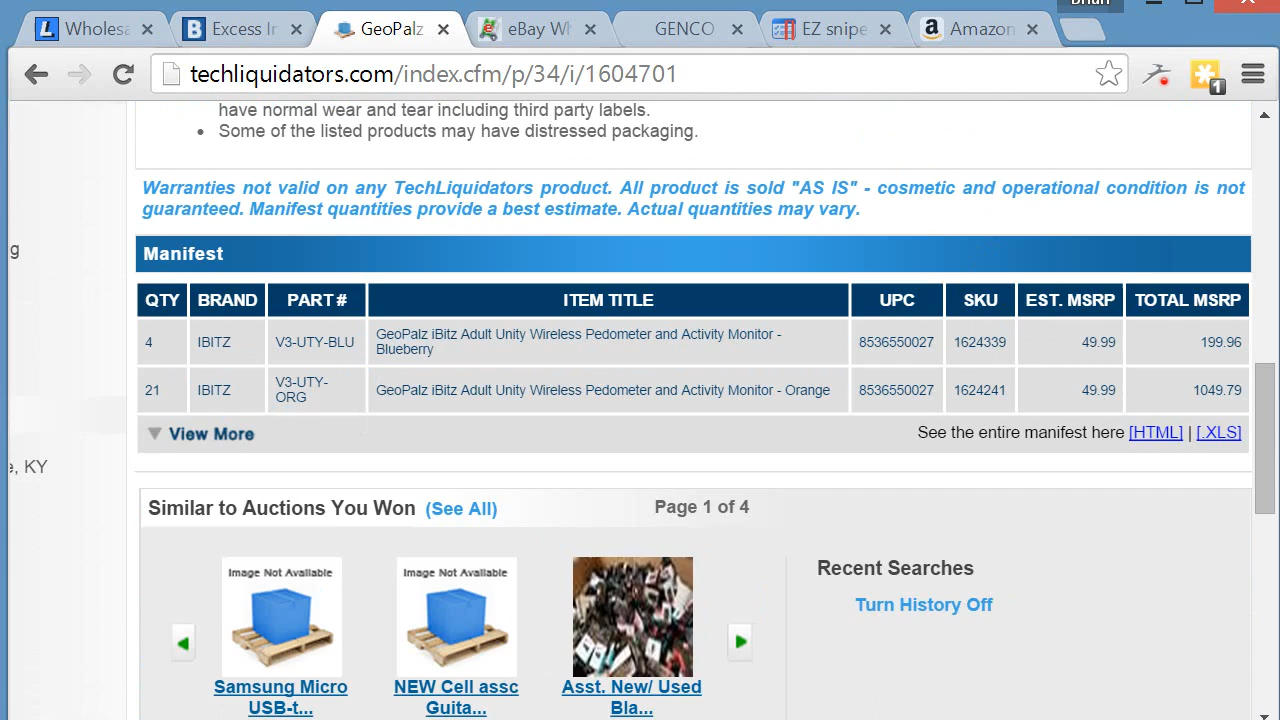 Brian
Wholesa
Excess In
GeoPalz
eBay Wh
GENCO
EZ snipe
Amazon
techliquidators.com/index.cfm/p/34/i/1604701
1
have normal wear and tear including third party labels.
• Some of the listed products may have distressed packaging.
Warranties not valid on any TechLiquidators product. All product is sold "AS IS" - cosmetic and operational condition is not
guaranteed. Manifest quantities provide a best estimate. Actual quantities may vary.
g
Manifest
QTY BRAND PART # ITEM TITLE UPC SKU EST. MSRP TOTAL MSRP
4 IBITZ V3-UTY-BLU GeoPalz iBitz Adult Unity Wireless Pedometer and Activity Monitor -
Blueberry 8536550027 1624339 49.99 199.96
21 IBITZ V3-UTY-
ORG GeoPalz iBitz Adult Unity Wireless Pedometer and Activity Monitor - Orange 8536550027 1624241 49.99 1049.79
View More See the entire manifest here [HTML] | [.XLS]
e, KY
Similar to Auctions You Won (See All) Page 1 of 4
Image Not Available
Image Not Available
Recent Searches
Turn History Off
Samsung Micro
USB-t...
NEW Cell assc
Guita...
Asst. New/ Used
Bla...